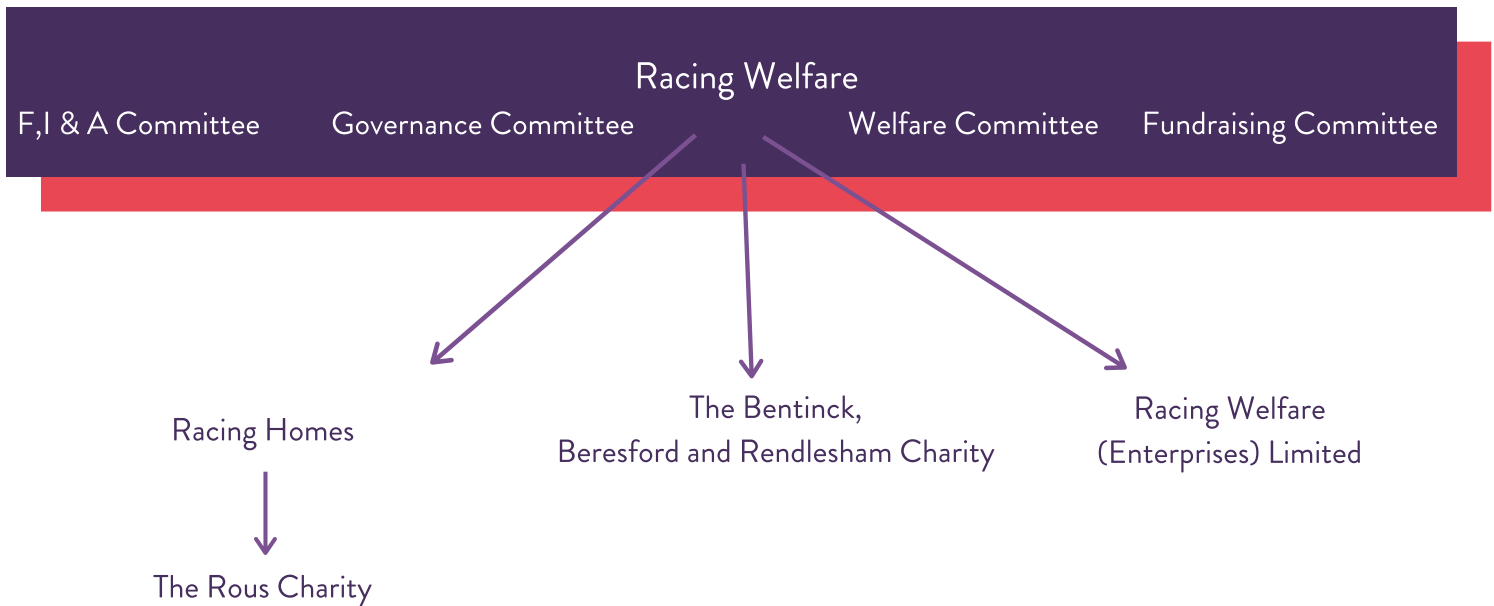 Racing Welfare
F,I & A Committee
Governance Committee
Welfare Committee
Fundraising Committee
Racing Homes
The Bentinck,
Beresford and Rendlesham Charity
Racing Welfare
(Enterprises) Limited
The Rous Charity